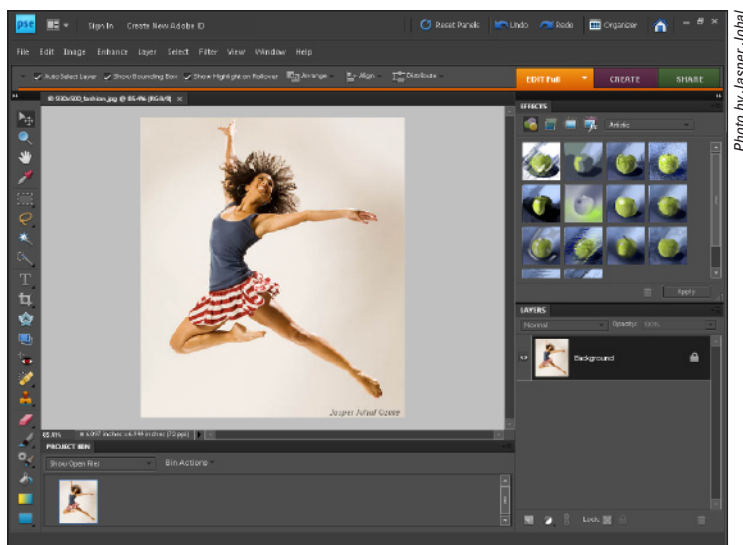 pse Sign In Create New Adobe ID Reset Panels Undo Redo Organizer
File Edit Image Enhance Layer Select Filter View Window Help
Auto Select Layer Show Bounding Box Show Highlight on Rollover Arrange Align Distribute EDIT Full CREATE SHARE
EFFECTS
Artistic
Apply
LAYERS
Normal Opacity: 100%
Background
Jasper Johal
PROJECT BIN
Show Open Files Bin Actions
Lock:
Photo by Jasper Johal